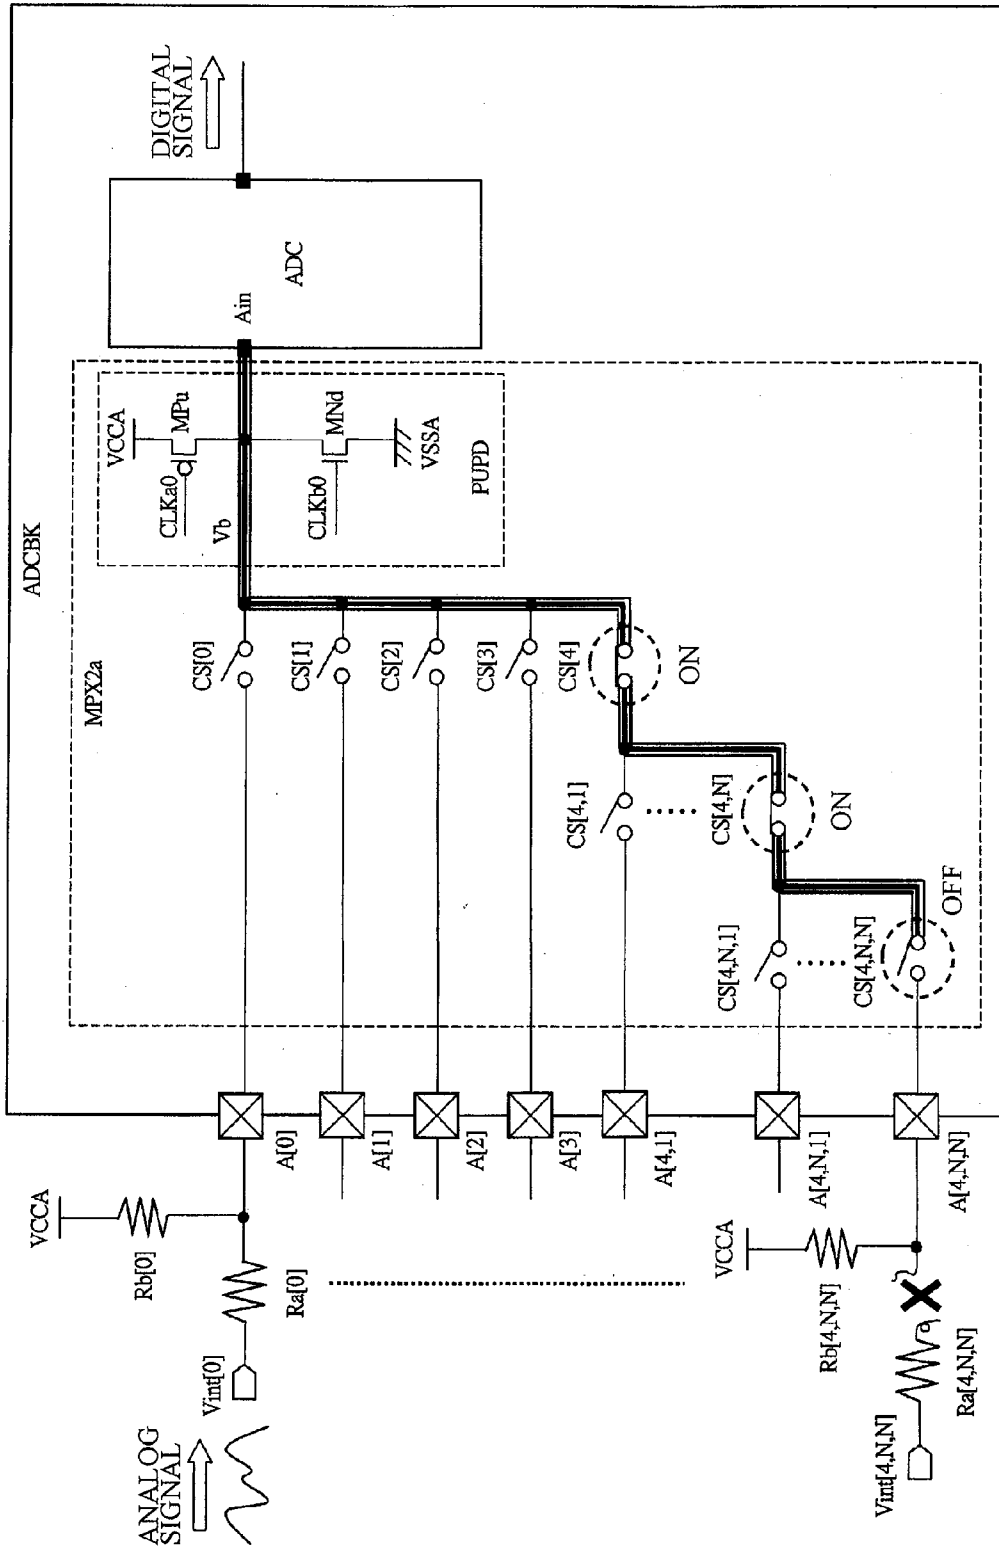 ADCBK
MPX2a
DIGITAL
SIGNAL
ADC
Ain
VCCA
MPu
CLKa0
Vb
CLKb0
MNd
VSSA
PUPD
CS[0]
CS[1]
CS[2]
CS[3]
CS[4]
ON
CS[4,1]
CS[4,N]
ON
CS[4,N,1]
CS[4,N,N]
OFF
A[0]
A[1]
A[2]
A[3]
A[4,1]
A[4,N,1]
A[4,N,N]
VCCA
Rb[0]
Ra[0]
Vint[0]
ANALOG
SIGNAL
VCCA
Rb[4,N,N]
Ra[4,N,N]
Vint[4,N,N]